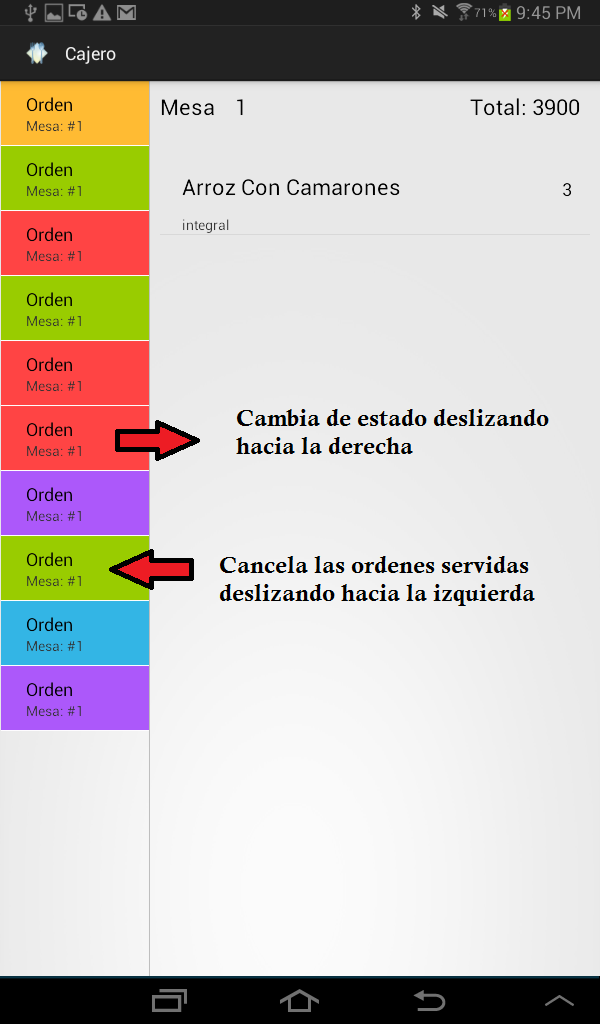 71% 9:45 PM
Cajero
Orden
Mesa: #1
Orden
Mesa: #1
Orden
Mesa: #1
Orden
Mesa: #1
Orden
Mesa: #1
Orden
Mesa: #1
Orden
Mesa: #1
Orden
Mesa: #1
Orden
Mesa: #1
Orden
Mesa: #1
Mesa 1 Total: 3900
Arroz Con Camarones 3
integral
Cambia de estado deslizando
hacia la derecha
Cancela las ordenes servidas
deslizando hacia la izquierda